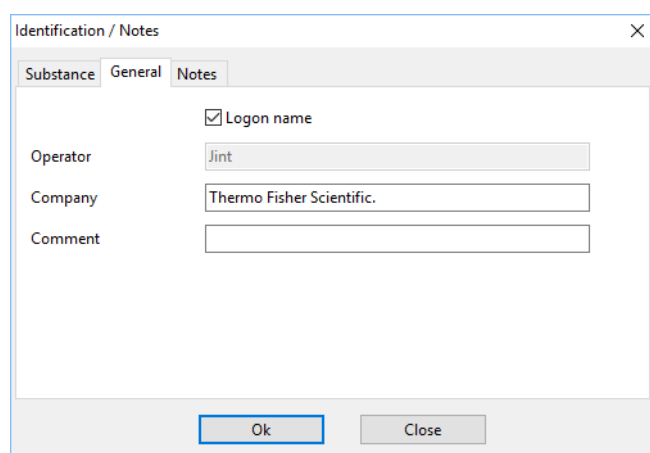 Identification / Notes
Substance General Notes
Logon name
Operator Jint
Company Thermo Fisher Scientific.
Comment
Ok Close